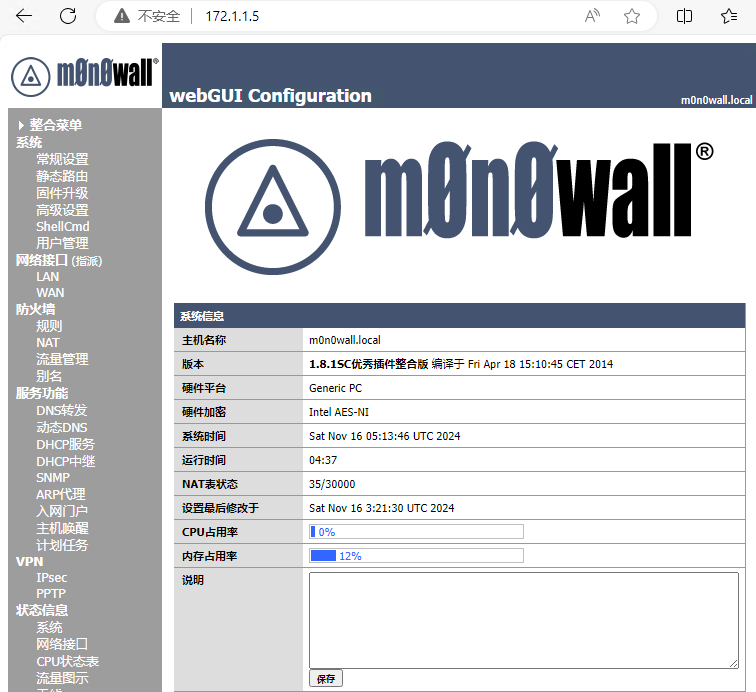 不安全 172.1.1.5
m0n0wall®
webGUI Configuration
m0n0wall.local
整合菜单
系统
常规设置
静态路由
固件升级
高级设置
ShellCmd
用户管理
网络接口 (指派)
LAN
WAN
防火墙
规则
NAT
流量管理
别名
服务功能
DNS转发
动态DNS
DHCP服务
DHCP中继
SNMP
ARP代理
入网门户
主机唤醒
计划任务
VPN
IPsec
PPTP
状态信息
系统
网络接口
CPU状态表
流量图示
m0n0wall®
系统信息
主机名称 m0n0wall.local
版本 1.8.1SC优秀插件整合版 编译于 Fri Apr 18 15:10:45 CET 2014
硬件平台 Generic PC
硬件加密 Intel AES-NI
系统时间 Sat Nov 16 05:13:46 UTC 2024
运行时间 04:37
NAT表状态 35/30000
设置最后修改于 Sat Nov 16 3:21:30 UTC 2024
CPU占用率 0%
内存占用率 12%
说明
保存